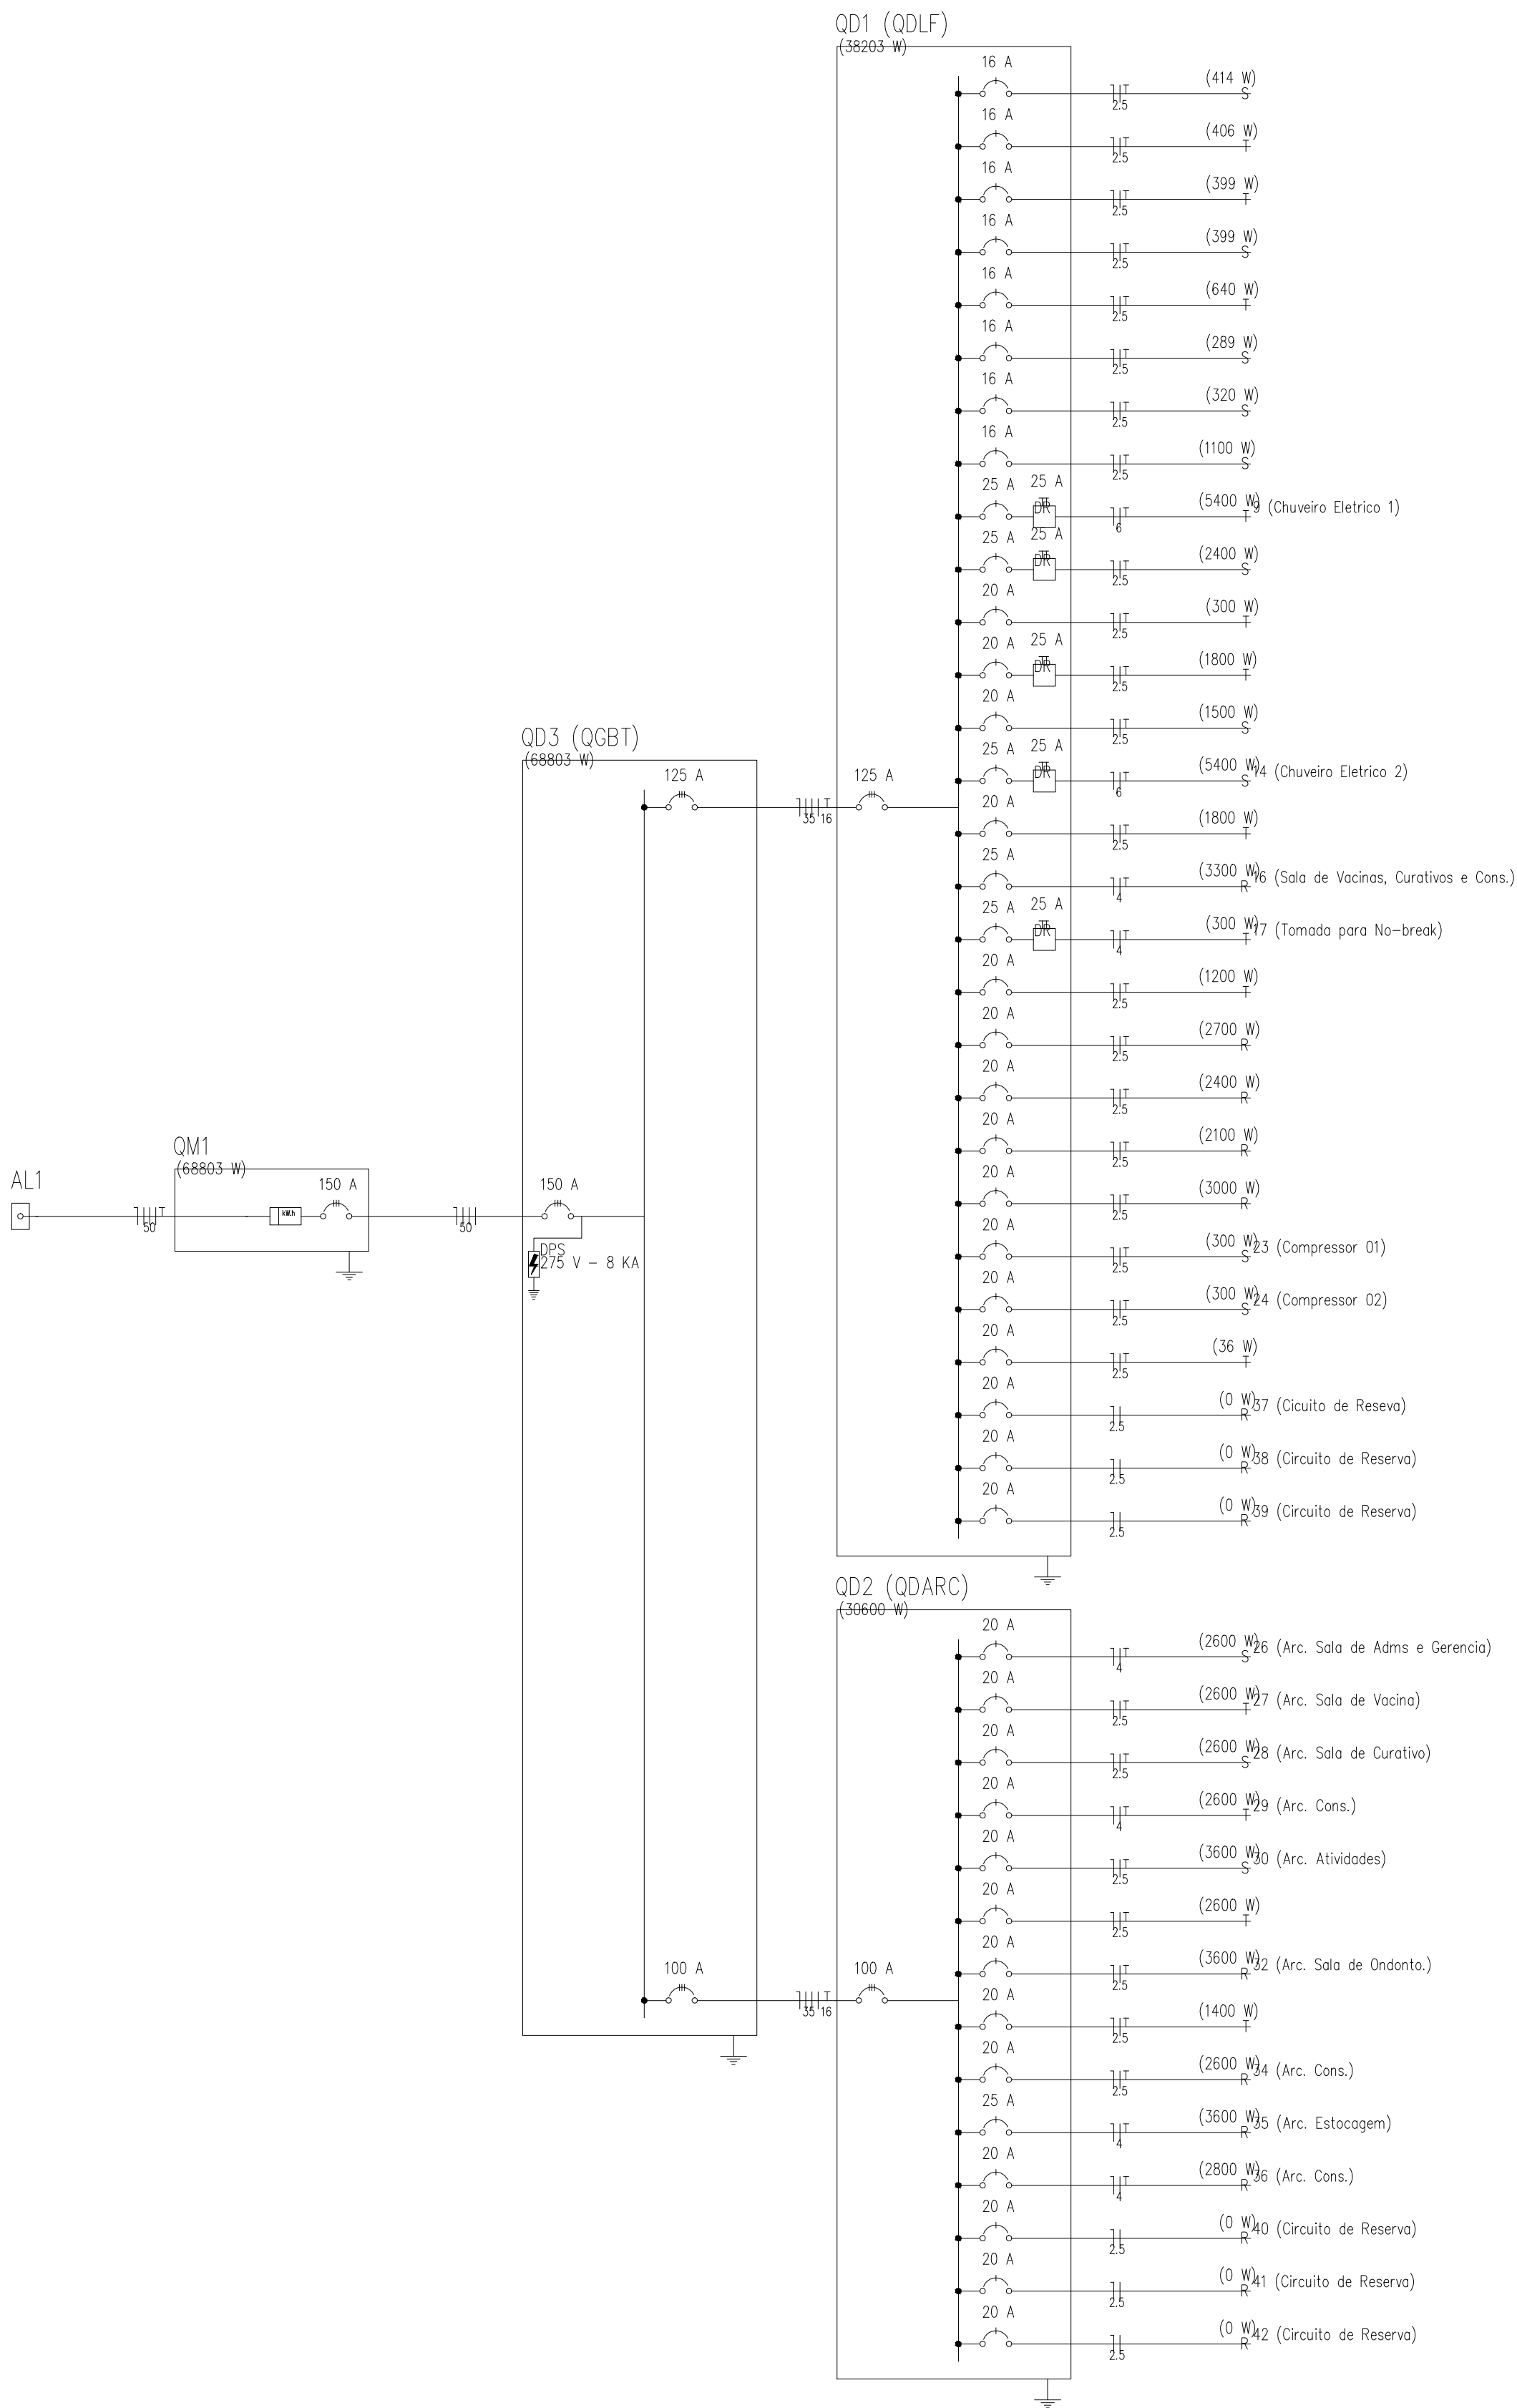 QD1 (QDLF)
(38203 W)
16 A
(414 W)
T
2.5
S
16 A
(406 W)
T
2.5
T
16 A
(399 W)
T
2.5
T
16 A
(399 W)
T
2.5
S
16 A
(640 W)
T
2.5
T
16 A
(289 W)
T
2.5
S
16 A
(320 W)
T
2.5
S
16 A
(1100 W)
T
2.5
S
25 A
25 A
DR
(5400 W)
9 (Chuveiro Eletrico 1)
T
6
T
25 A
25 A
DR
(2400 W)
T
2.5
S
20 A
(300 W)
T
2.5
T
20 A
25 A
DR
(1800 W)
T
2.5
T
20 A
(1500 W)
T
2.5
S
25 A
25 A
DR
(5400 W)
14 (Chuveiro Eletrico 2)
T
6
S
20 A
(1800 W)
T
2.5
T
25 A
(3300 W)
16 (Sala de Vacinas, Curativos e Cons.)
T
4
R
25 A
25 A
DR
(300 W)
17 (Tomada para No-break)
T
4
T
20 A
(1200 W)
T
2.5
T
20 A
(2700 W)
T
2.5
R
20 A
(2400 W)
T
2.5
R
20 A
(2100 W)
T
2.5
R
20 A
(3000 W)
T
2.5
R
20 A
(300 W)
23 (Compressor 01)
T
2.5
S
20 A
(300 W)
24 (Compressor 02)
T
2.5
S
20 A
(36 W)
T
2.5
T
20 A
(0 W)
37 (Cicuito de Reseva)
2.5
R
20 A
(0 W)
38 (Circuito de Reserva)
2.5
R
20 A
(0 W)
39 (Circuito de Reserva)
2.5
R
QD3 (QGBT)
(68803 W)
125 A
T
35 16
125 A
150 A
DPS
275 V - 8 KA
100 A
T
35 16
100 A
QM1
(68803 W)
150 A
kW.h
AL1
T
50
50
QD2 (QDARC)
(30600 W)
20 A
(2600 W)
26 (Arc. Sala de Adms e Gerencia)
T
4
S
20 A
(2600 W)
27 (Arc. Sala de Vacina)
T
2.5
T
20 A
(2600 W)
28 (Arc. Sala de Curativo)
T
2.5
S
20 A
(2600 W)
29 (Arc. Cons.)
T
4
T
20 A
(3600 W)
30 (Arc. Atividades)
T
2.5
S
20 A
(2600 W)
T
2.5
T
20 A
(3600 W)
32 (Arc. Sala de Ondonto.)
T
2.5
R
20 A
(1400 W)
T
2.5
T
20 A
(2600 W)
34 (Arc. Cons.)
T
2.5
R
25 A
(3600 W)
35 (Arc. Estocagem)
T
4
R
20 A
(2800 W)
36 (Arc. Cons.)
T
4
R
20 A
(0 W)
40 (Circuito de Reserva)
2.5
R
20 A
(0 W)
41 (Circuito de Reserva)
2.5
R
20 A
(0 W)
42 (Circuito de Reserva)
2.5
R